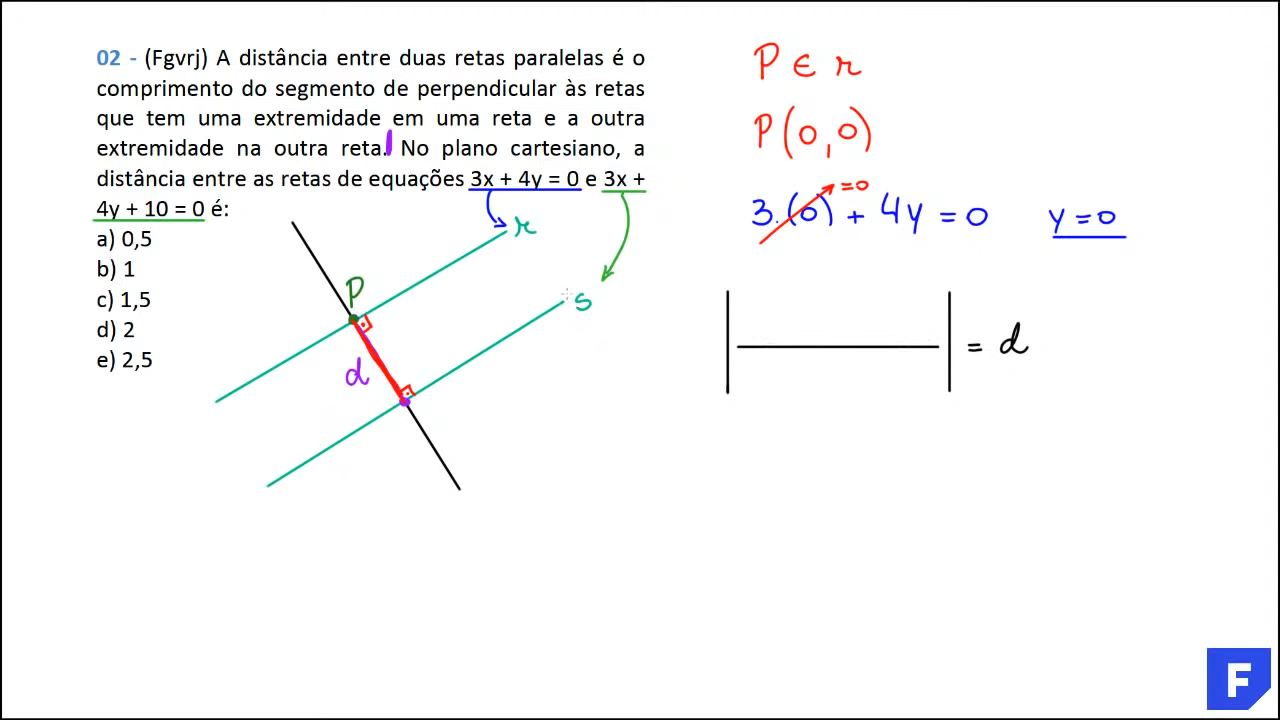 02 - (Fgvrj) A distância entre duas retas paralelas é o
comprimento do segmento de perpendicular às retas
que tem uma extremidade em uma reta e a outra
extremidade na outra reta. No plano cartesiano, a
distância entre as retas de equações 3x + 4y = 0 e 3x +
4y + 10 = 0 é:
a) 0,5
b) 1
c) 1,5
d) 2
e) 2,5
r
s
P
d
P ∈ r
P(0,0)
3.(0) + 4y = 0
=0
y = 0
= d
F